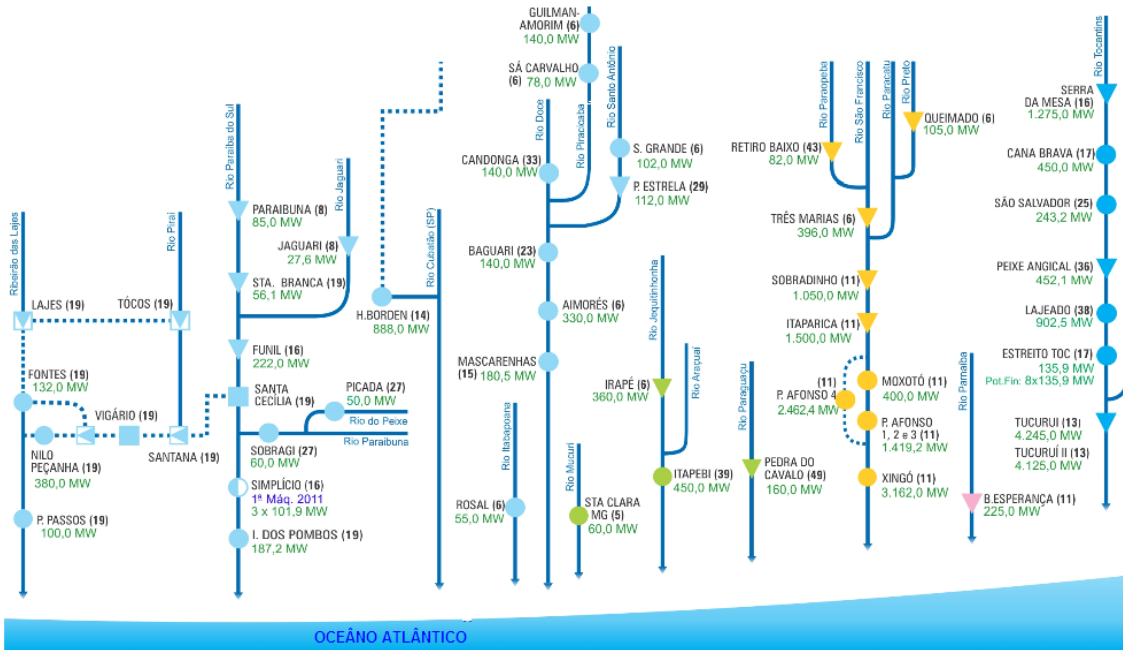 GUILMAN-
AMORIM (6)
140,0 MW
SÁ CARVALHO
(6) 78,0 MW
Rio Doce
Rio Piracicaba
Rio Santo Antônio
CANDONGA (33)
140,0 MW
S. GRANDE (6)
102,0 MW
P. ESTRELA (29)
112,0 MW
BAGUARI (23)
140,0 MW
AIMORÉS (6)
330,0 MW
MASCARENHAS
(15) 180,5 MW
Ribeirão das Lajes
Rio Piraí
LAJES (19)
TÓCOS (19)
FONTES (19)
132,0 MW
VIGÁRIO (19)
NILO
PEÇANHA (19)
380,0 MW
SANTANA (19)
P. PASSOS (19)
100,0 MW
Rio Paraíba do Sul
Rio Jaguari
PARAIBUNA (8)
85,0 MW
JAGUARI (8)
27,6 MW
STA. BRANCA (19)
56,1 MW
FUNIL (16)
222,0 MW
SANTA
CECÍLIA (19)
PICADA (27)
50,0 MW
Rio do Peixe
Rio Paraibuna
SOBRAGI (27)
60,0 MW
SIMPLÍCIO (16)
1ª Máq. 2011
3 x 101,9 MW
I. DOS POMBOS (19)
187,2 MW
Rio Cubatão (SP)
H.BORDEN (14)
888,0 MW
Rio Itabapoana
ROSAL (6)
55,0 MW
Rio Mucuri
STA CLARA
MG (5)
60,0 MW
Rio Jequitinhonha
Rio Araçuaí
IRAPÉ (6)
360,0 MW
ITAPEBI (39)
450,0 MW
Rio Paraguaçu
PEDRA DO
CAVALO (49)
160,0 MW
Rio Paraopeba
Rio São Francisco
Rio Paracatu
Rio Preto
RETIRO BAIXO (43)
82,0 MW
QUEIMADO (6)
105,0 MW
TRÊS MARIAS (6)
396,0 MW
SOBRADINHO (11)
1.050,0 MW
ITAPARICA (11)
1.500,0 MW
(11)
P. AFONSO 4
2.462,4 MW
MOXOTÓ (11)
400,0 MW
P. AFONSO
1, 2 e 3 (11)
1.419,2 MW
XINGÓ (11)
3.162,0 MW
Rio Parnaíba
B.ESPERANÇA (11)
225,0 MW
Rio Tocantins
SERRA
DA MESA (16)
1.275,0 MW
CANA BRAVA (17)
450,0 MW
SÃO SALVADOR (25)
243,2 MW
PEIXE ANGICAL (36)
452,1 MW
LAJEADO (38)
902,5 MW
ESTREITO TOC (17)
135,9 MW
Pot.Fin: 8x135,9 MW
TUCURUI (13)
4.245,0 MW
TUCURUÍ II (13)
4.125,0 MW
OCEÂNO ATLÂNTICO